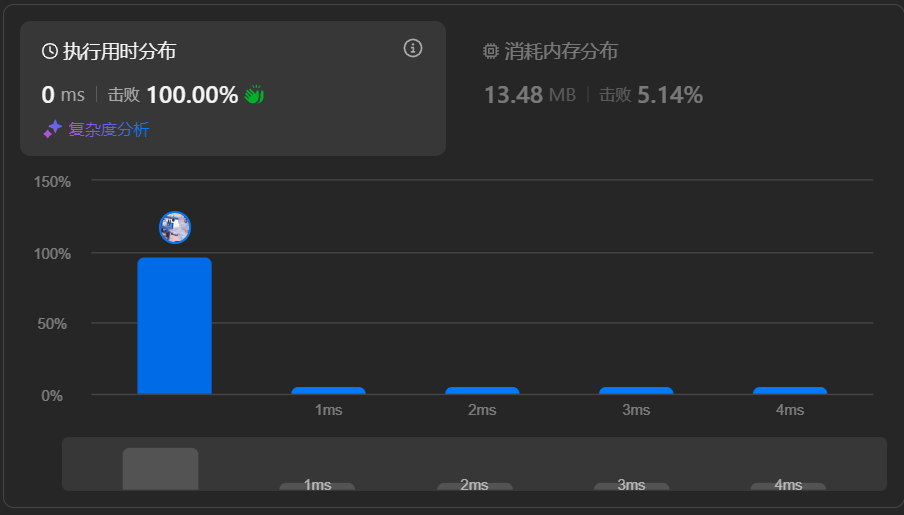 执行用时分布
0 ms 击败 100.00%
复杂度分析
消耗内存分布
13.48 MB 击败 5.14%
150%
100%
50%
0%
1ms 2ms 3ms 4ms
1ms 2ms 3ms 4ms